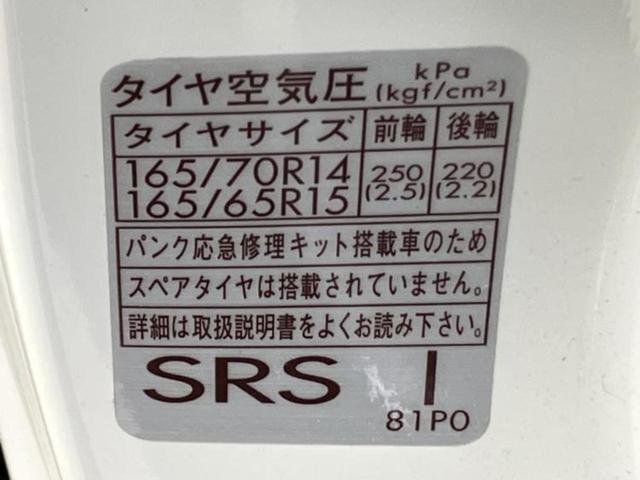 タイヤ空気圧 kPa (kgf/cm²)
タイヤサイズ 前輪 後輪
165/70R14 250 220
165/65R15 (2.5) (2.2)
パンク応急修理キット搭載車のため
スペアタイヤは搭載されていません。
詳細は取扱説明書をよくお読み下さい。
SRS I
81P0